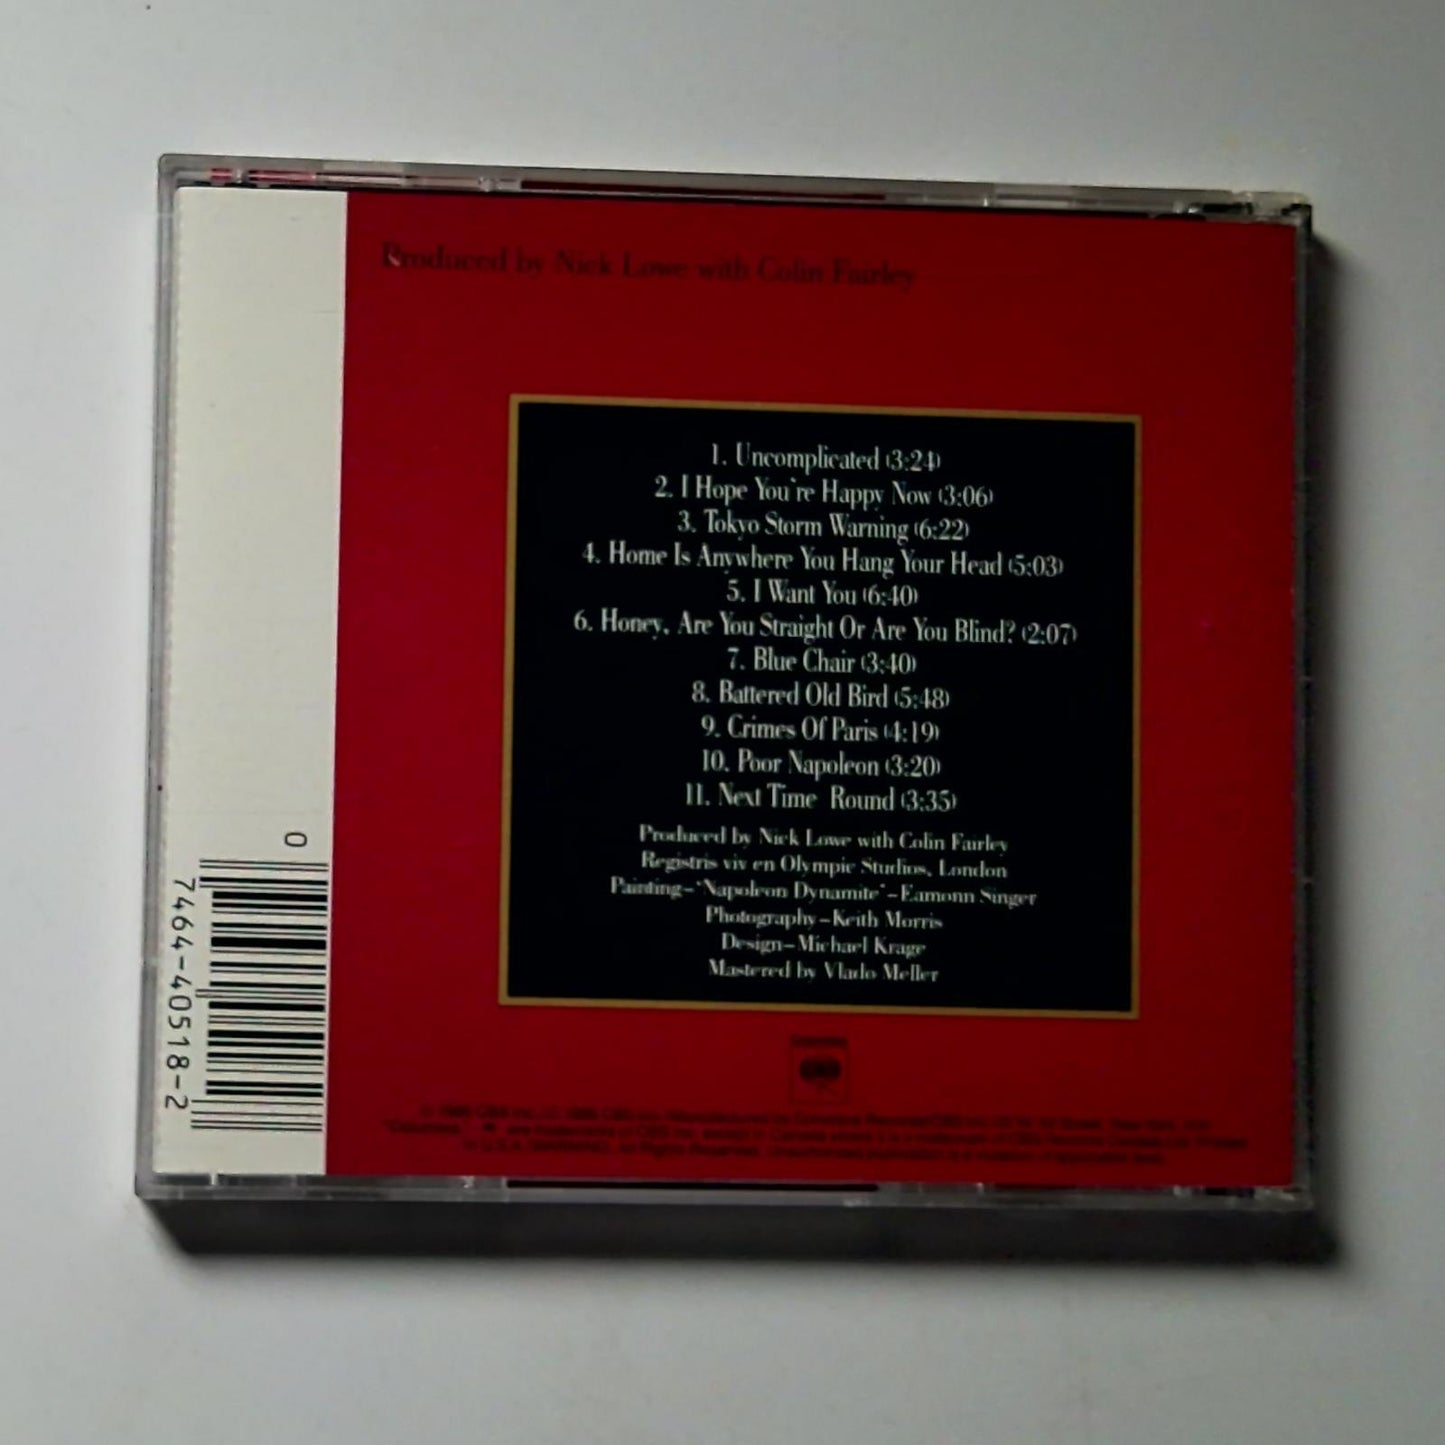 Produced by Nick Lowe with Colin Fairley
1. Uncomplicated (3:24)
2. I Hope You're Happy Now (3:06)
3. Tokyo Storm Warning (6:22)
4. Home Is Anywhere You Hang Your Head (5:03)
5. I Want You (6:40)
6. Honey, Are You Straight Or Are You Blind? (2:07)
7. Blue Chair (3:40)
8. Battered Old Bird (5:48)
9. Crimes Of Paris (4:19)
10. Poor Napoleon (3:20)
11. Next Time Round (3:35)
Produced by Nick Lowe with Colin Fairley
Registris viv en Olympic Studios, London
Painting–"Napoleon Dynamite"–Eamonn Singer
Photography–Keith Morris
Design–Michael Krage
Mastered by Vlado Meller
0
7464-40518-2